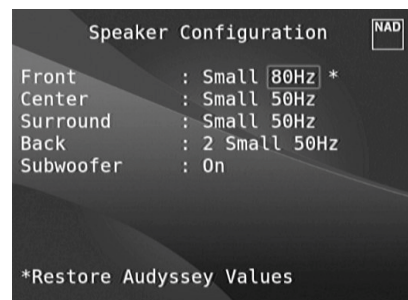 Speaker Configuration
NAD
Front : Small 80Hz *
Center : Small 50Hz
Surround : Small 50Hz
Back : 2 Small 50Hz
Subwoofer : On
*Restore Audyssey Values